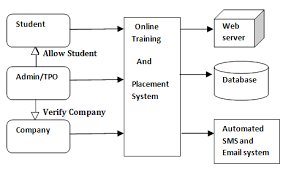 Student
Allow Student
Admin/TPO
Verify Company
Company
Online
Training
And
Placement
System
Web
server
Database
Automated
SMS and
Email system